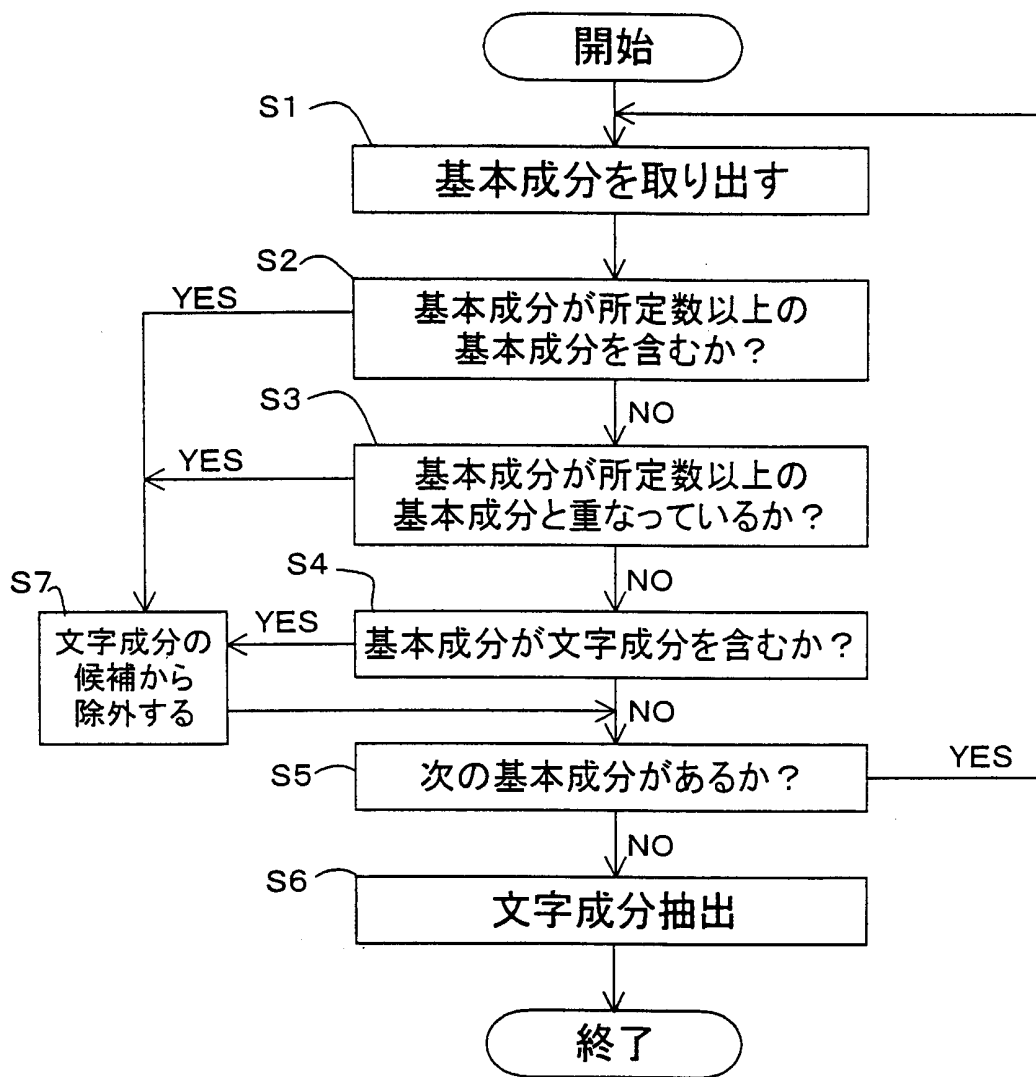 開始
S1
基本成分を取り出す
S2
YES
基本成分が所定数以上の
基本成分を含むか？
NO
S3
YES
基本成分が所定数以上の
基本成分と重なっているか？
NO
S4
S7
YES
基本成分が文字成分を含むか？
文字成分の
候補から
除外する
NO
S5
次の基本成分があるか？
YES
NO
S6
文字成分抽出
終了